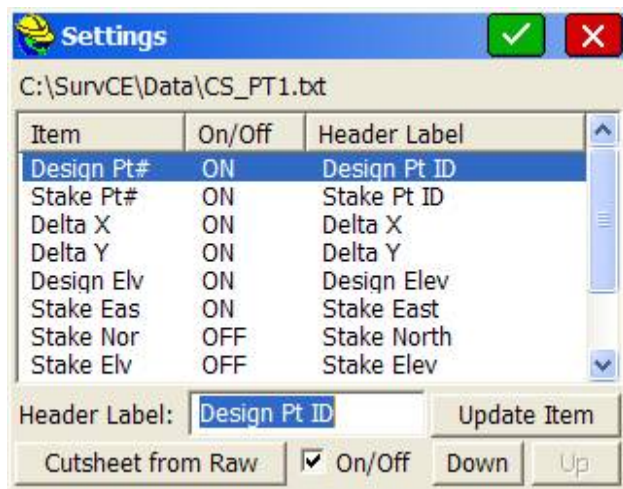 Settings
C:\SurvCE\Data\CS_PT1.txt
Item On/Off Header Label
Design Pt# ON Design Pt ID
Stake Pt# ON Stake Pt ID
Delta X ON Delta X
Delta Y ON Delta Y
Design Elv ON Design Elev
Stake Eas ON Stake East
Stake Nor OFF Stake North
Stake Elv OFF Stake Elev
Header Label: Design Pt ID Update Item
Cutsheet from Raw On/Off Down Up